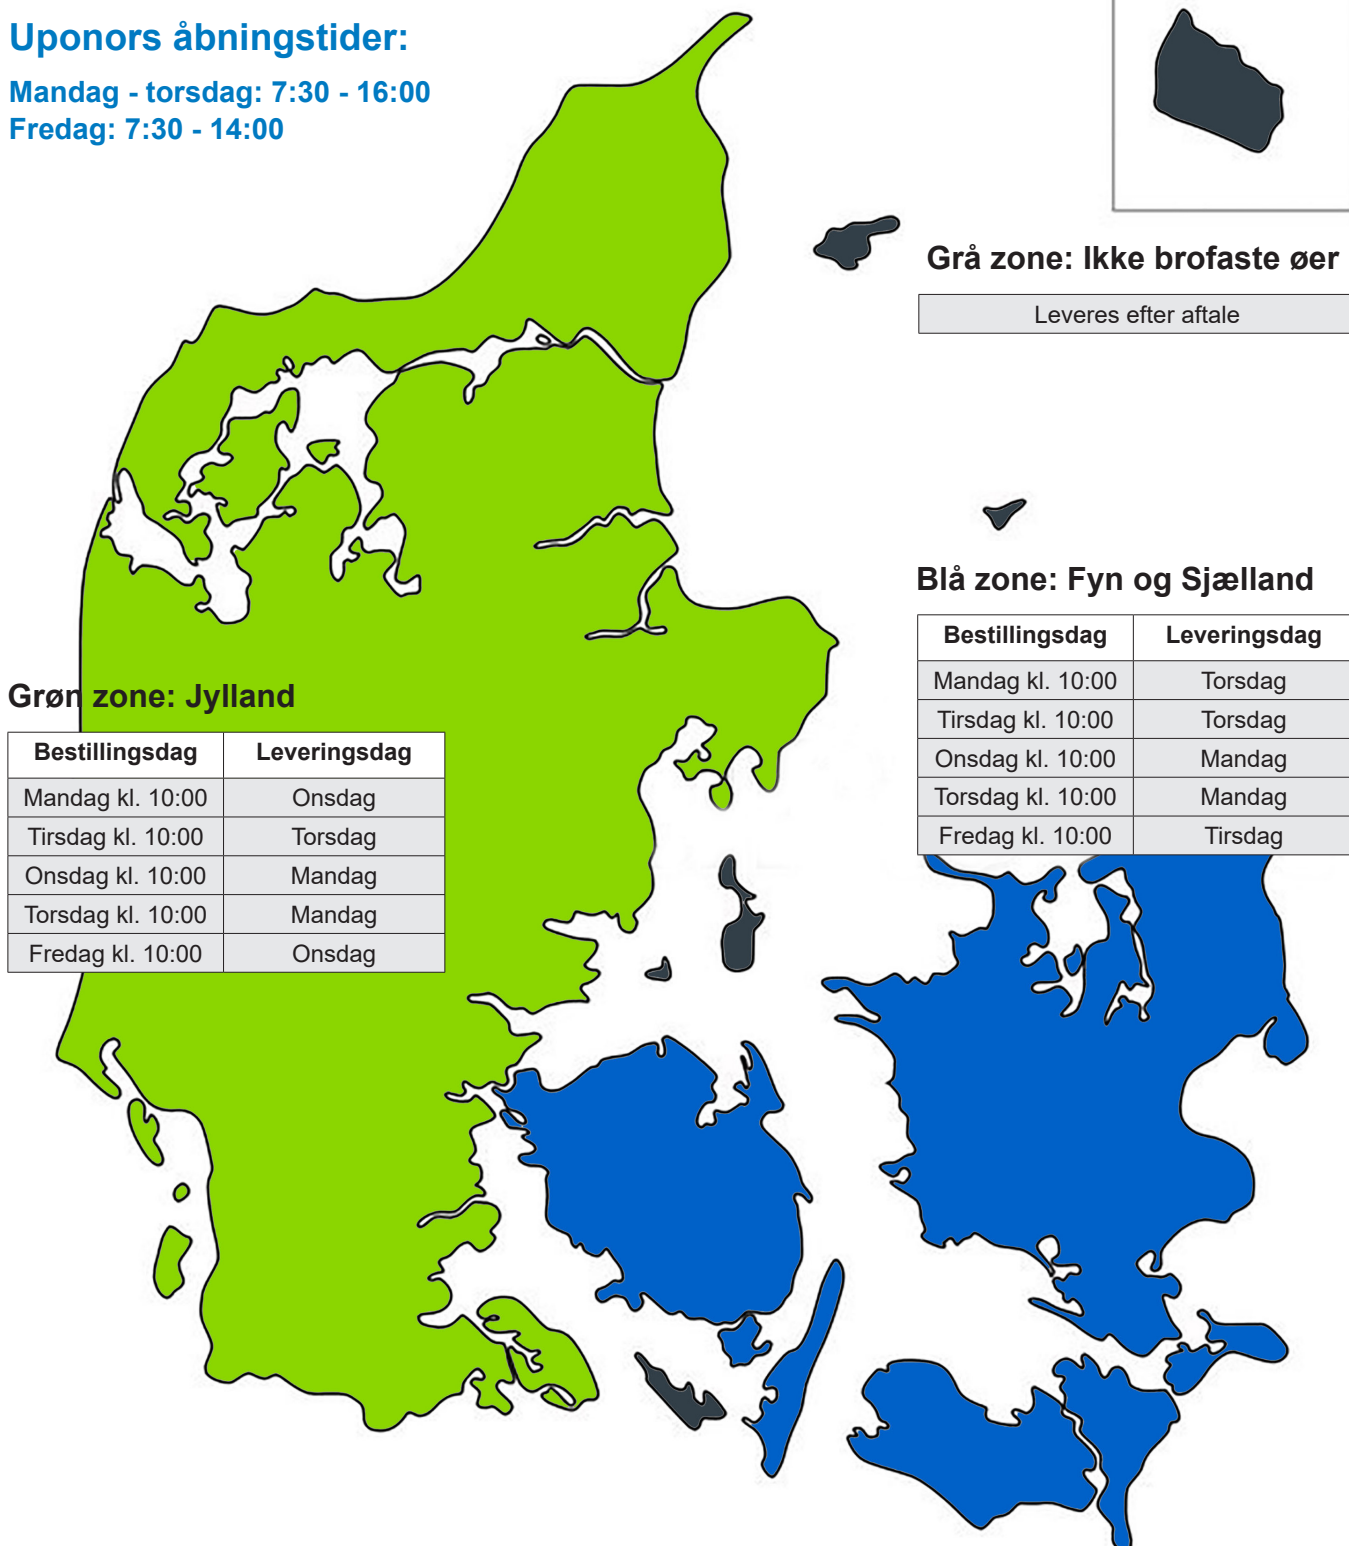 Uponors åbningstider:
Mandag - torsdag: 7:30 - 16:00
Fredag: 7:30 - 14:00
Grå zone: Ikke brofaste øer
Leveres efter aftale
Blå zone: Fyn og Sjælland
Bestillingsdag Leveringsdag
Mandag kl. 10:00 Torsdag
Tirsdag kl. 10:00 Torsdag
Onsdag kl. 10:00 Mandag
Torsdag kl. 10:00 Mandag
Fredag kl. 10:00 Tirsdag
Grøn zone: Jylland
Bestillingsdag Leveringsdag
Mandag kl. 10:00 Onsdag
Tirsdag kl. 10:00 Torsdag
Onsdag kl. 10:00 Mandag
Torsdag kl. 10:00 Mandag
Fredag kl. 10:00 Onsdag